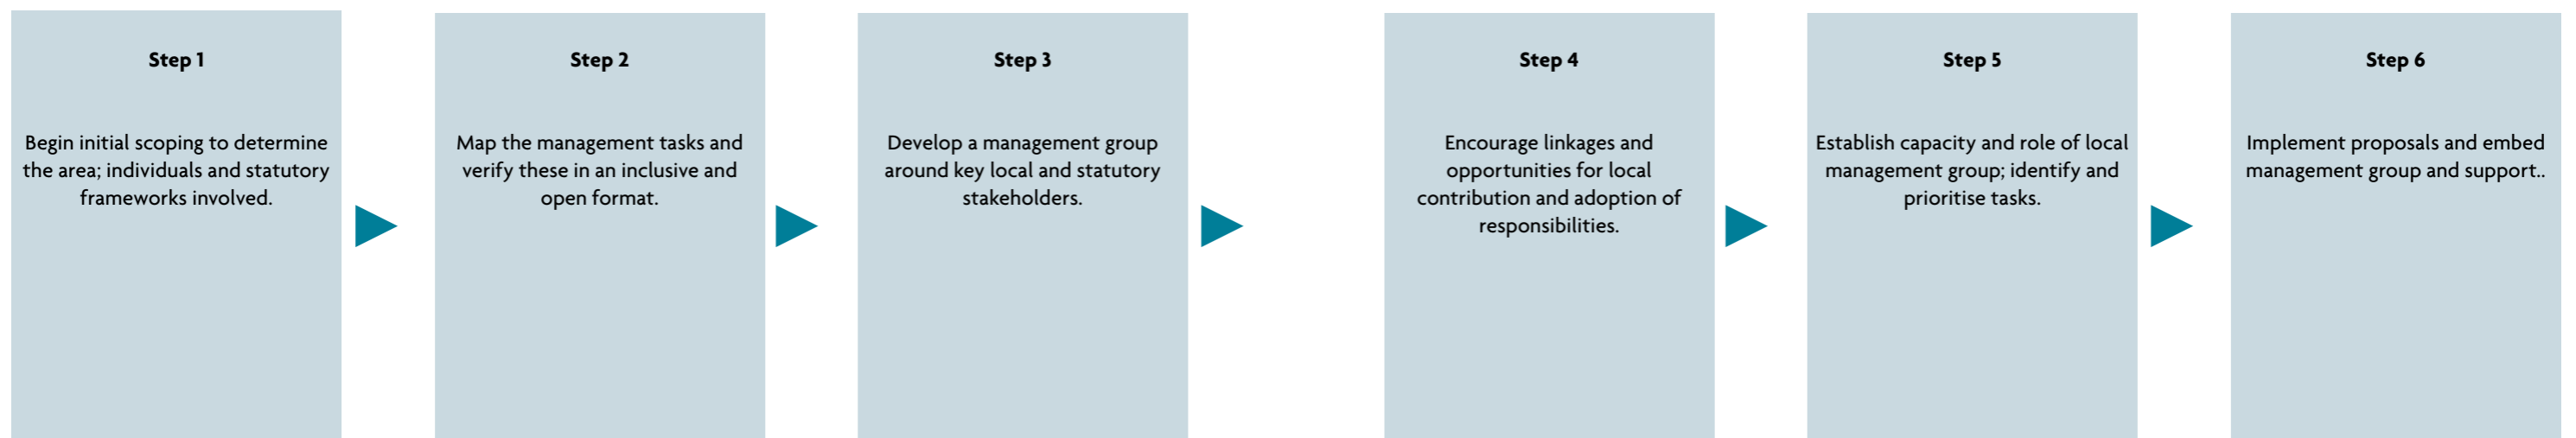 Step 1
Begin initial scoping to determine
the area; individuals and statutory
frameworks involved.
Step 2
Map the management tasks and
verify these in an inclusive and
open format.
Step 3
Develop a management group
around key local and statutory
stakeholders.
Step 4
Encourage linkages and
opportunities for local
contribution and adoption of
responsibilities.
Step 5
Establish capacity and role of local
management group; identify and
prioritise tasks.
Step 6
Implement proposals and embed
management group and support..